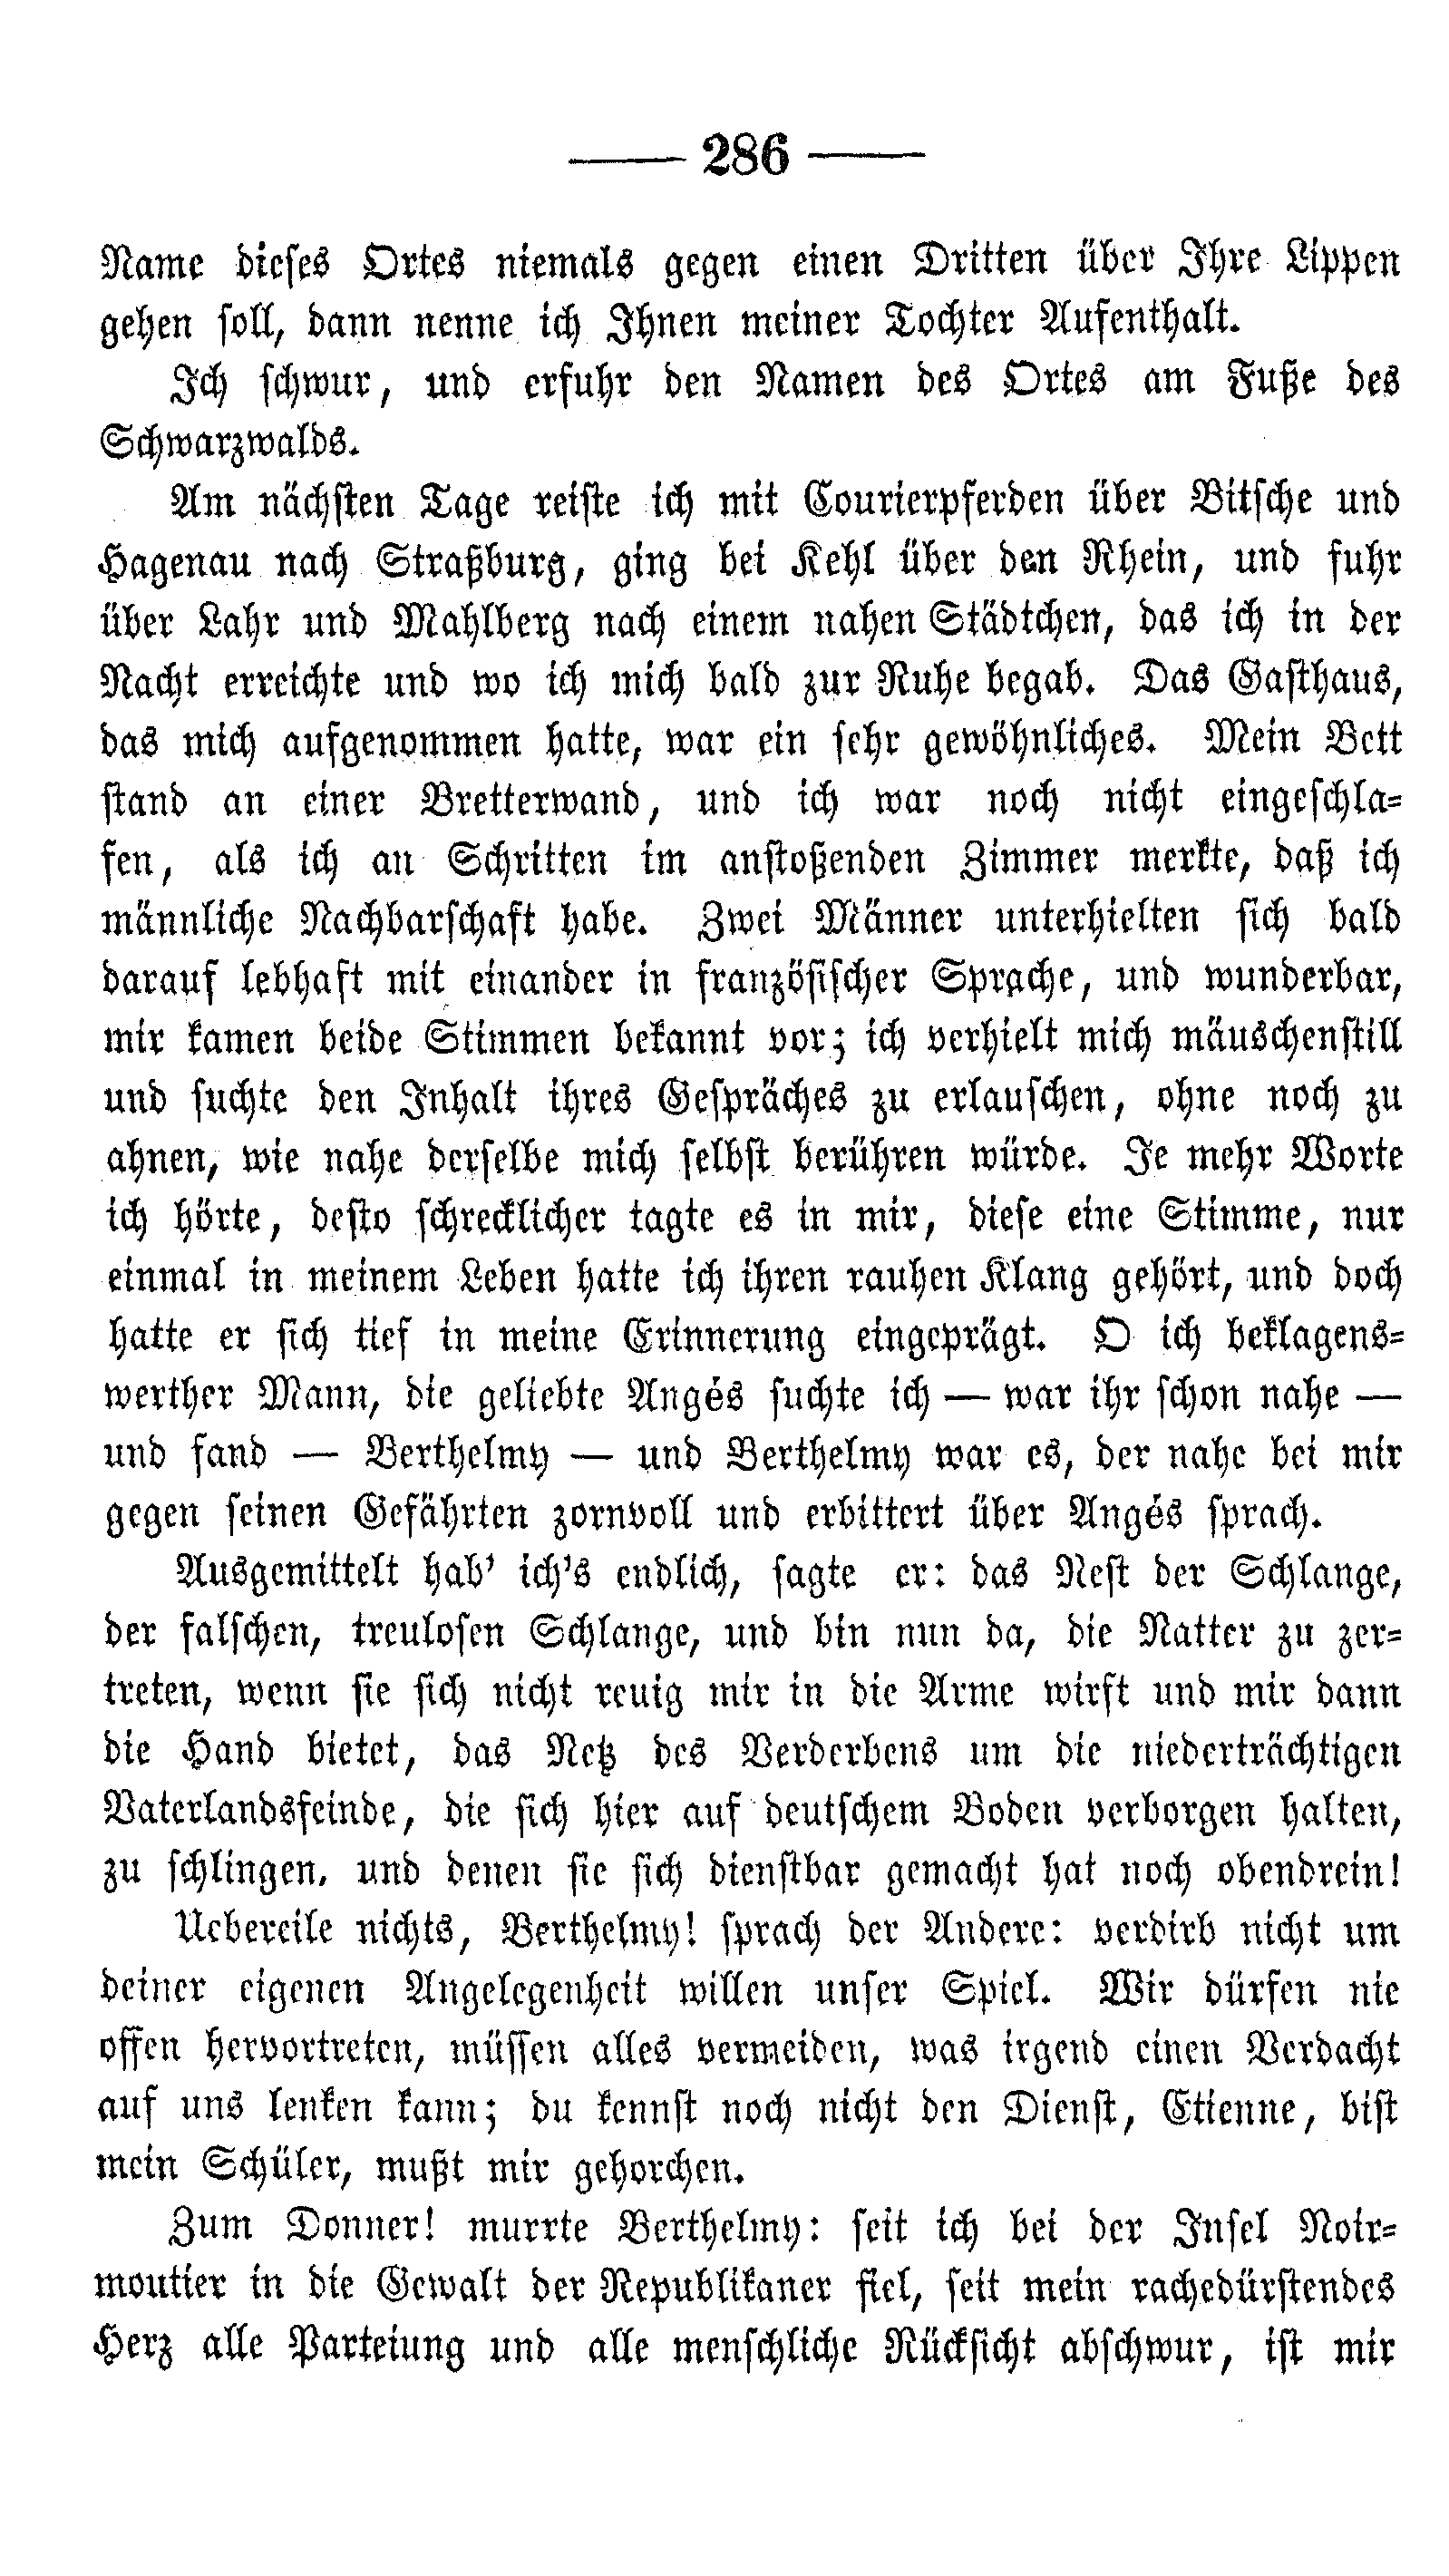 — 286 —
Name dieses Ortes niemals gegen einen Dritten über Ihre Lippen
gehen soll, dann nenne ich Ihnen meiner Tochter Aufenthalt.
Ich schwur, und erfuhr den Namen des Ortes am Fuße des
Schwarzwalds.
Am nächsten Tage reiste ich mit Courierpferden über Bitsche und
Hagenau nach Straßburg, ging bei Kehl über den Rhein, und fuhr
über Lahr und Mahlberg nach einem nahen Städtchen, das ich in der
Nacht erreichte und wo ich mich bald zur Ruhe begab. Das Gasthaus,
das mich aufgenommen hatte, war ein sehr gewöhnliches. Mein Bett
stand an einer Bretterwand, und ich war noch nicht eingeschla=
fen, als ich an Schritten im anstoßenden Zimmer merkte, daß ich
männliche Nachbarschaft habe. Zwei Männer unterhielten sich bald
darauf lebhaft mit einander in französischer Sprache, und wunderbar,
mir kamen beide Stimmen bekannt vor; ich verhielt mich mäuschenstill
und suchte den Inhalt ihres Gespräches zu erlauschen, ohne noch zu
ahnen, wie nahe derselbe mich selbst berühren würde. Je mehr Worte
ich hörte, desto schrecklicher tagte es in mir, diese eine Stimme, nur
einmal in meinem Leben hatte ich ihren rauhen Klang gehört, und doch
hatte er sich tief in meine Erinnerung eingeprägt. O ich beklagens=
werther Mann, die geliebte Angés suchte ich — war ihr schon nahe —
und fand — Berthelmy — und Berthelmy war es, der nahe bei mir
gegen seinen Gefährten zornvoll und erbittert über Angés sprach.
Ausgemittelt hab' ich's endlich, sagte er: das Nest der Schlange,
der falschen, treulosen Schlange, und bin nun da, die Natter zu zer=
treten, wenn sie sich nicht reuig mir in die Arme wirft und mir dann
die Hand bietet, das Netz des Verderbens um die niederträchtigen
Vaterlandsfeinde, die sich hier auf deutschem Boden verborgen halten,
zu schlingen, und denen sie sich dienstbar gemacht hat noch obendrein!
Uebereile nichts, Berthelmy! sprach der Andere: verdirb nicht um
deiner eigenen Angelegenheit willen unser Spiel. Wir dürfen nie
offen hervortreten, müssen alles vermeiden, was irgend einen Verdacht
auf uns lenken kann; du kennst noch nicht den Dienst, Etienne, bist
mein Schüler, mußt mir gehorchen.
Zum Donner! murrte Berthelmy: seit ich bei der Insel Noir=
moutier in die Gewalt der Republikaner fiel, seit mein rachedürstendes
Herz alle Parteiung und alle menschliche Rücksicht abschwur, ist mir